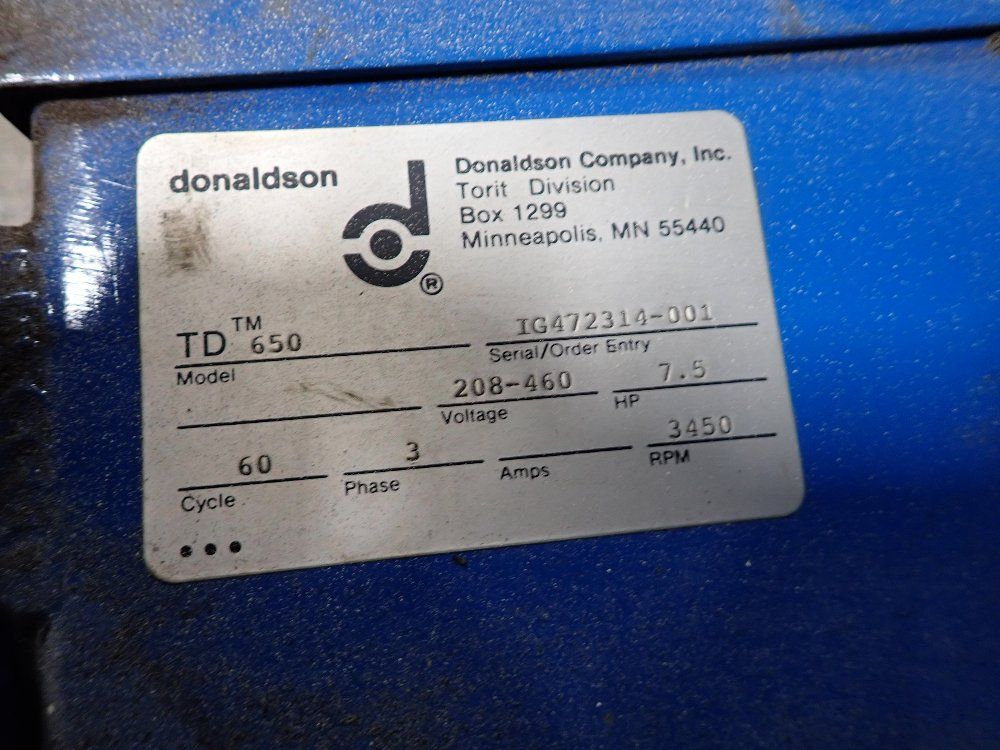 donaldson
Donaldson Company, Inc.
Torit Division
Box 1299
Minneapolis, MN 55440
®
TD™ 650
Model
IG472314-001
Serial/Order Entry
208-460
Voltage
7.5
HP
60
Cycle
3
Phase
Amps
3450
RPM